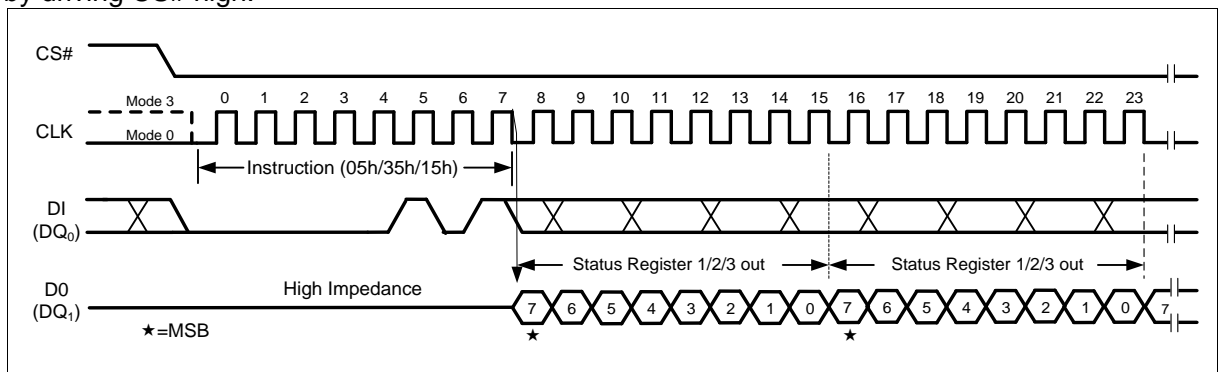 by driving CS# high.
CS#
Mode 3 0 1 2 3 4 5 6 7 8 9 10 11 12 13 14 15 16 17 18 19 20 21 22 23
CLK Mode 0
Instruction (05h/35h/15h)
DI
(DQ0)
Status Register 1/2/3 out Status Register 1/2/3 out
D0 High Impedance
(DQ1) 7 6 5 4 3 2 1 0 7 6 5 4 3 2 1 0 7
★=MSB ★ ★